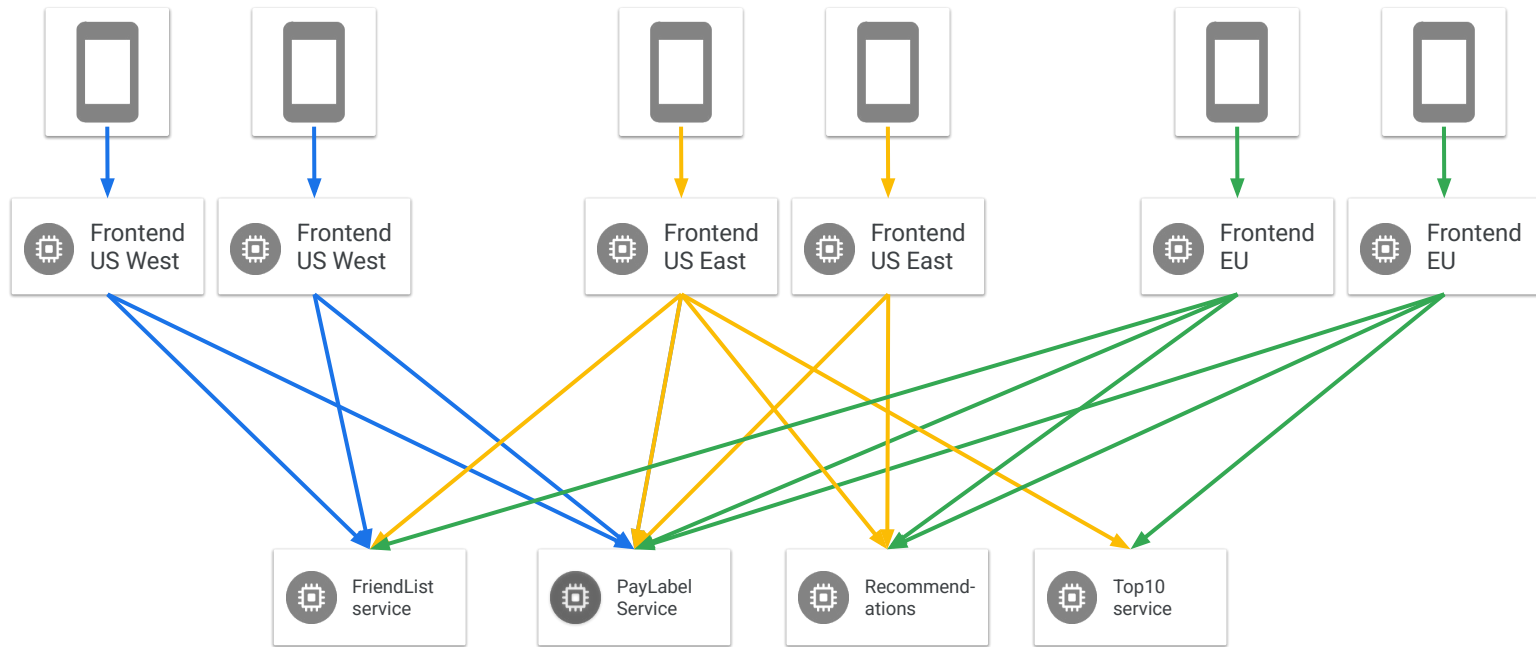 Frontend
US West
Frontend
US West
Frontend
US East
Frontend
US East
Frontend
EU
Frontend
EU
FriendList
service
PayLabel
Service
Recommend-
ations
Top10
service